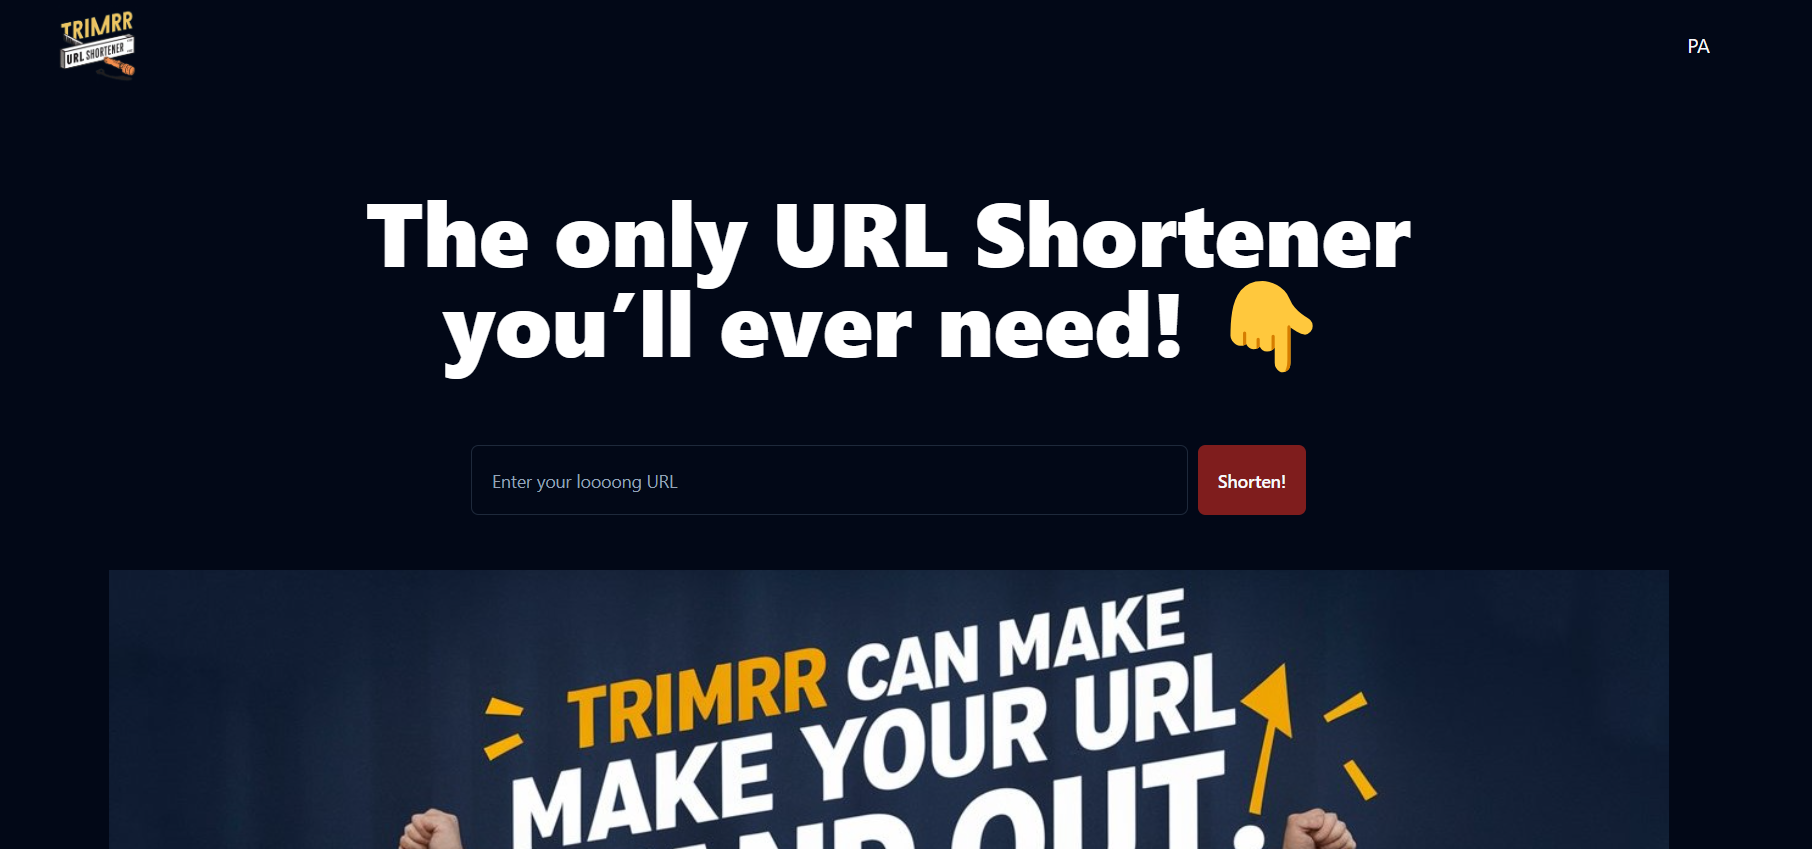 TRIMRR
URL SHORTENER
PA
The only URL Shortener
you’ll ever need! 👇
Enter your loooong URL
Shorten!
TRIMRR CAN MAKE
MAKE YOUR URL
OUT.